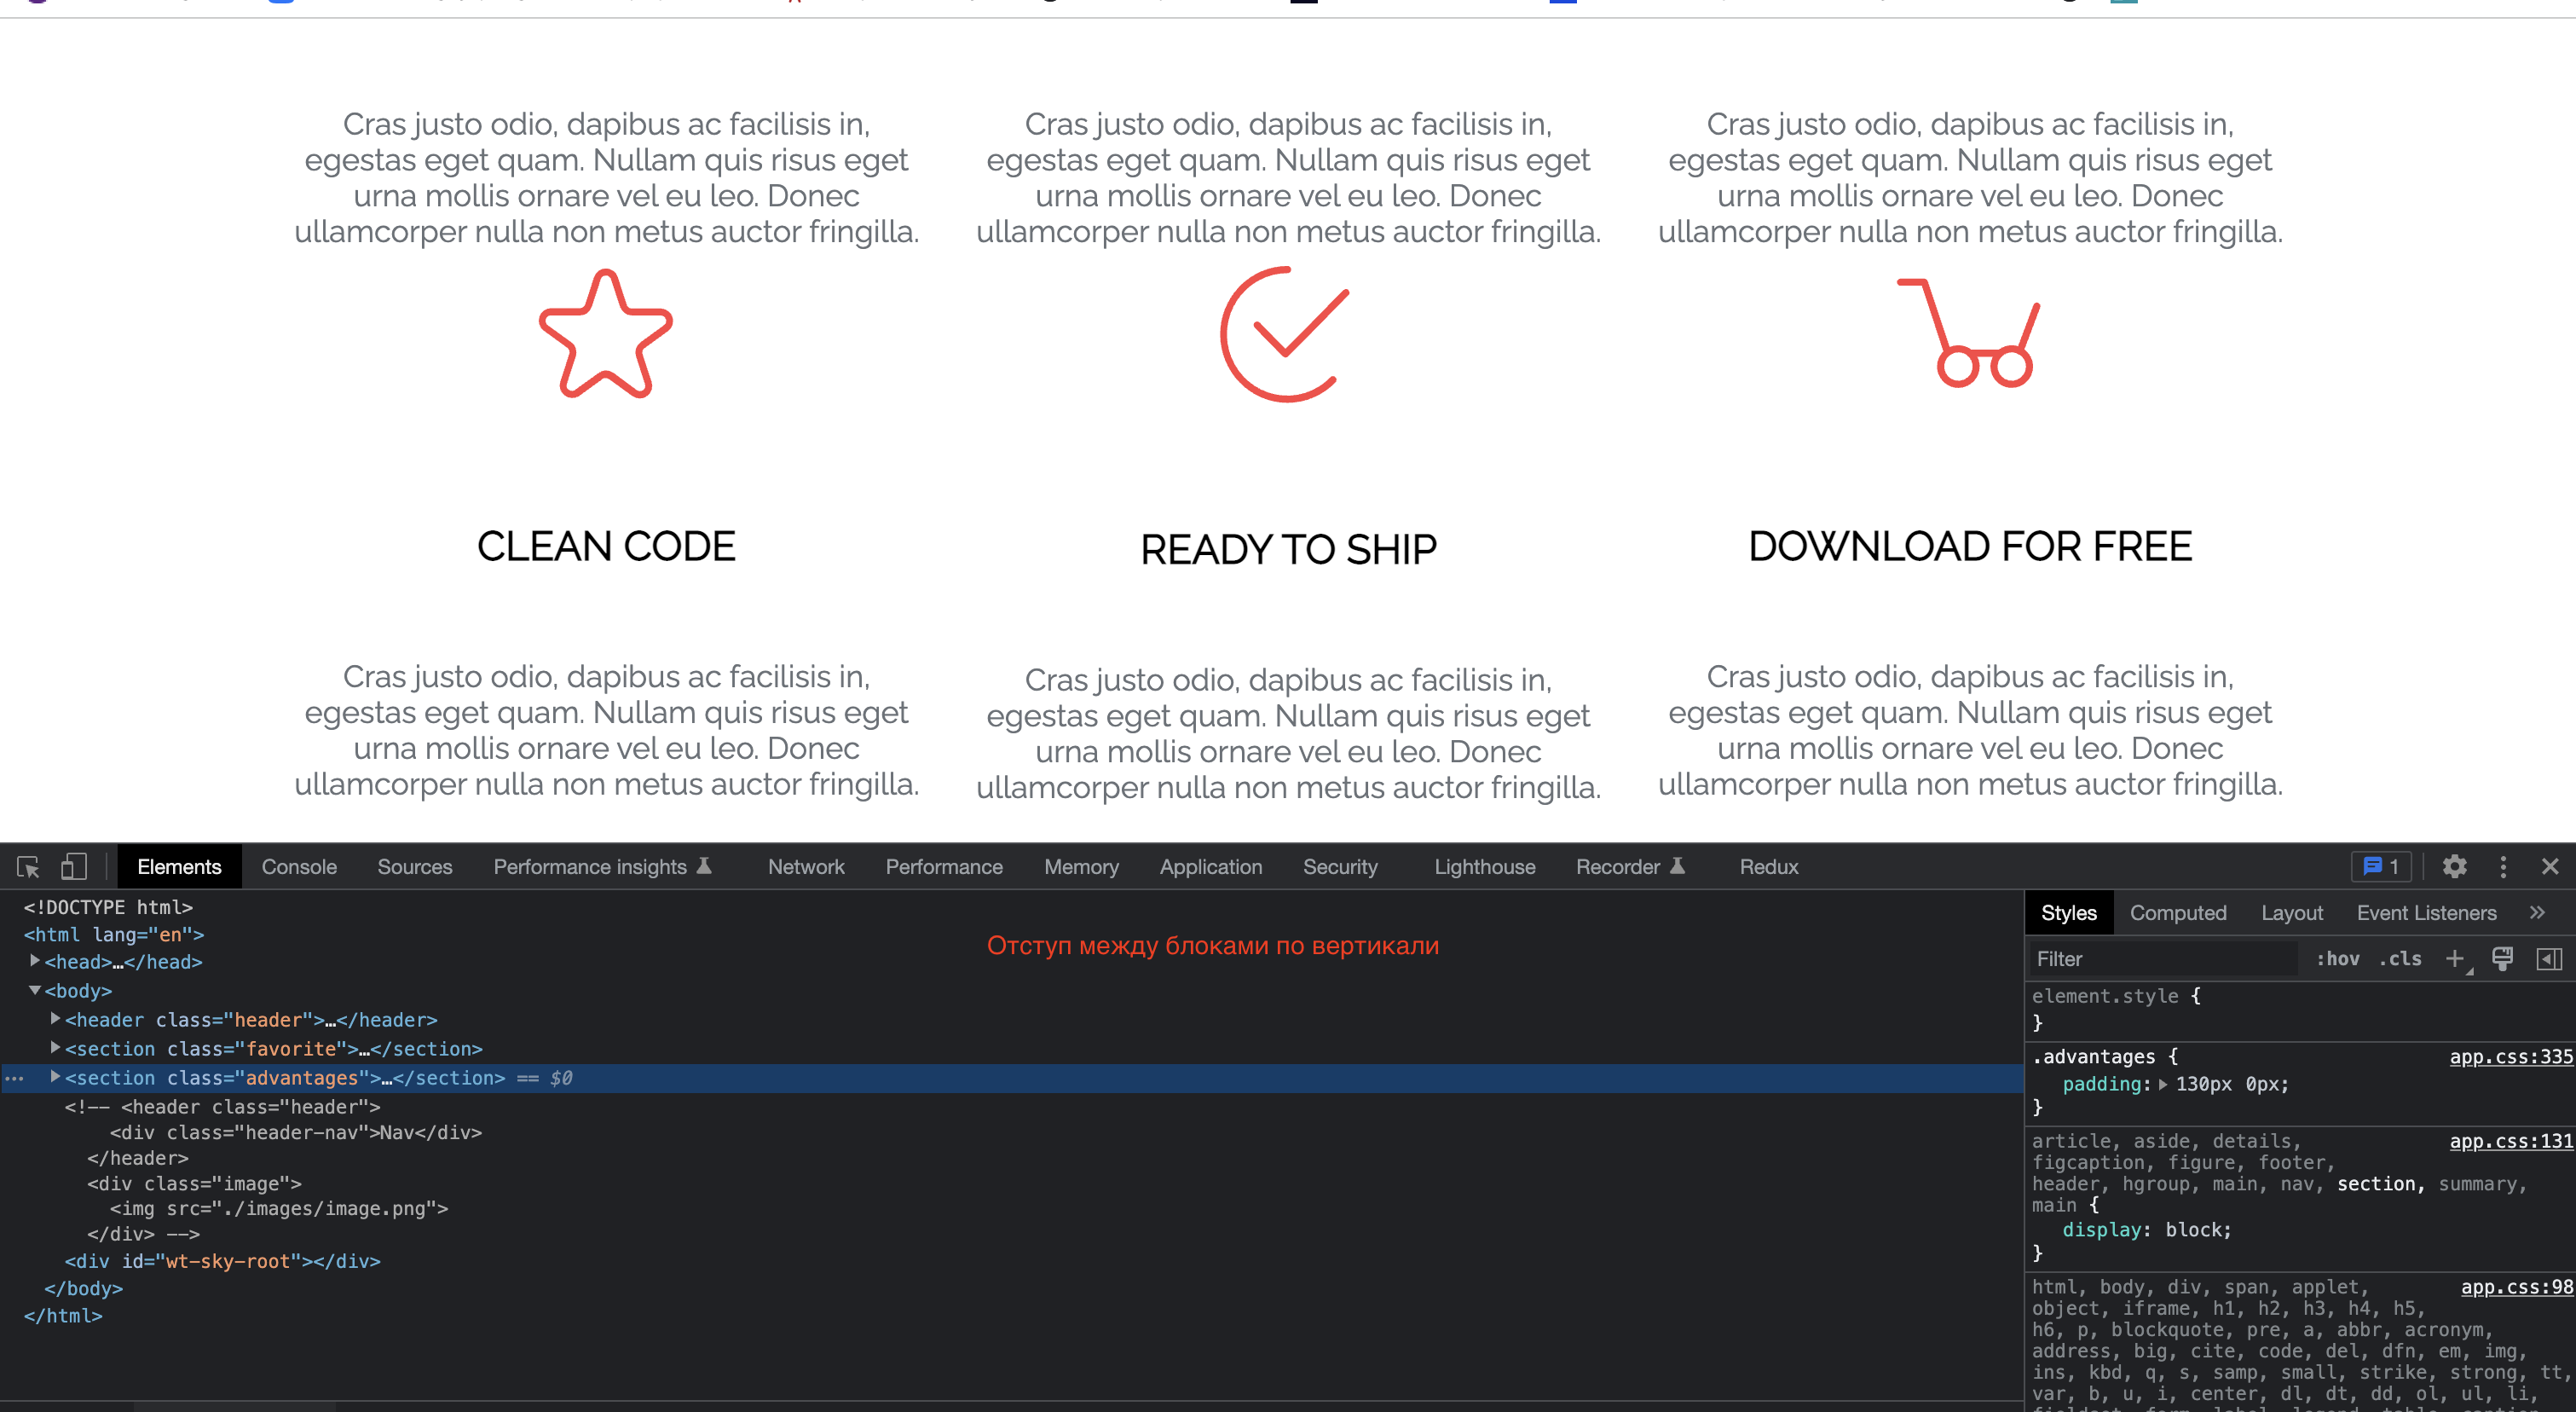 Cras justo odio, dapibus ac facilisis in,
egestas eget quam. Nullam quis risus eget
urna mollis ornare vel eu leo. Donec
ullamcorper nulla non metus auctor fringilla.
Cras justo odio, dapibus ac facilisis in,
egestas eget quam. Nullam quis risus eget
urna mollis ornare vel eu leo. Donec
ullamcorper nulla non metus auctor fringilla.
Cras justo odio, dapibus ac facilisis in,
egestas eget quam. Nullam quis risus eget
urna mollis ornare vel eu leo. Donec
ullamcorper nulla non metus auctor fringilla.
CLEAN CODE
READY TO SHIP
DOWNLOAD FOR FREE
Cras justo odio, dapibus ac facilisis in,
egestas eget quam. Nullam quis risus eget
urna mollis ornare vel eu leo. Donec
ullamcorper nulla non metus auctor fringilla.
Cras justo odio, dapibus ac facilisis in,
egestas eget quam. Nullam quis risus eget
urna mollis ornare vel eu leo. Donec
ullamcorper nulla non metus auctor fringilla.
Cras justo odio, dapibus ac facilisis in,
egestas eget quam. Nullam quis risus eget
urna mollis ornare vel eu leo. Donec
ullamcorper nulla non metus auctor fringilla.
Elements Console Sources Performance insights Network Performance Memory Application Security Lighthouse Recorder Redux 1
<!DOCTYPE html>
<html lang="en">
<head>…</head>
<body>
<header class="header">…</header>
<section class="favorite">…</section>
… <section class="advantages">…</section> == $0
<!-- <header class="header">
<div class="header-nav">Nav</div>
</header>
<div class="image">
<img src="./images/image.png">
</div> -->
<div id="wt-sky-root"></div>
</body>
</html>
Отступ между блоками по вертикали
Styles Computed Layout Event Listeners »
Filter :hov .cls +
element.style {
}
.advantages { app.css:335
padding: 130px 0px;
}
article, aside, details, app.css:131
figcaption, figure, footer,
header, hgroup, main, nav, section, summary,
main {
display: block;
}
html, body, div, span, applet, app.css:98
object, iframe, h1, h2, h3, h4, h5,
h6, p, blockquote, pre, a, abbr, acronym,
address, big, cite, code, del, dfn, em, img,
ins, kbd, q, s, samp, small, strike, strong, tt,
var, b, u, i, center, dl, dt, dd, ol, ul, li,